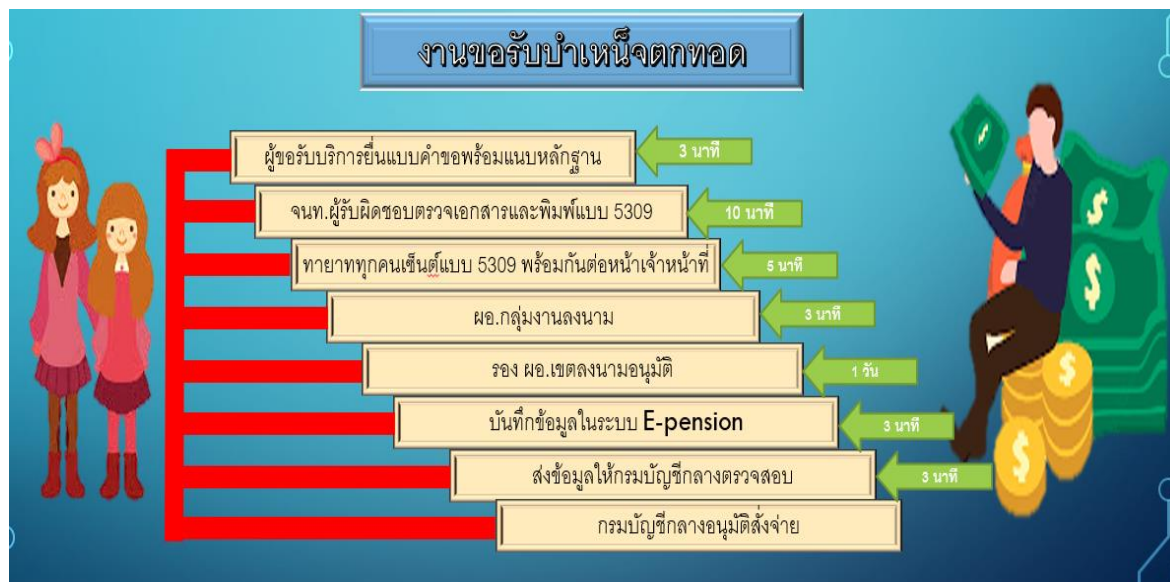 งานขอรับบำเหน็จตกทอด
ผู้ขอรับบริการยื่นแบบคำขอพร้อมแนบหลักฐาน
3 นาที
จนท.ผู้รับผิดชอบตรวจเอกสารและพิมพ์แบบ 5309
10 นาที
ทายาททุกคนเซ็นต์แบบ 5309 พร้อมกันต่อหน้าเจ้าหน้าที่
5 นาที
ผอ.กลุ่มงานลงนาม
3 นาที
รอง ผอ.เขตลงนามอนุมัติ
1 วัน
บันทึกข้อมูลในระบบ E-pension
3 นาที
ส่งข้อมูลให้กรมบัญชีกลางตรวจสอบ
3 นาที
กรมบัญชีกลางอนุมัติสั่งจ่าย